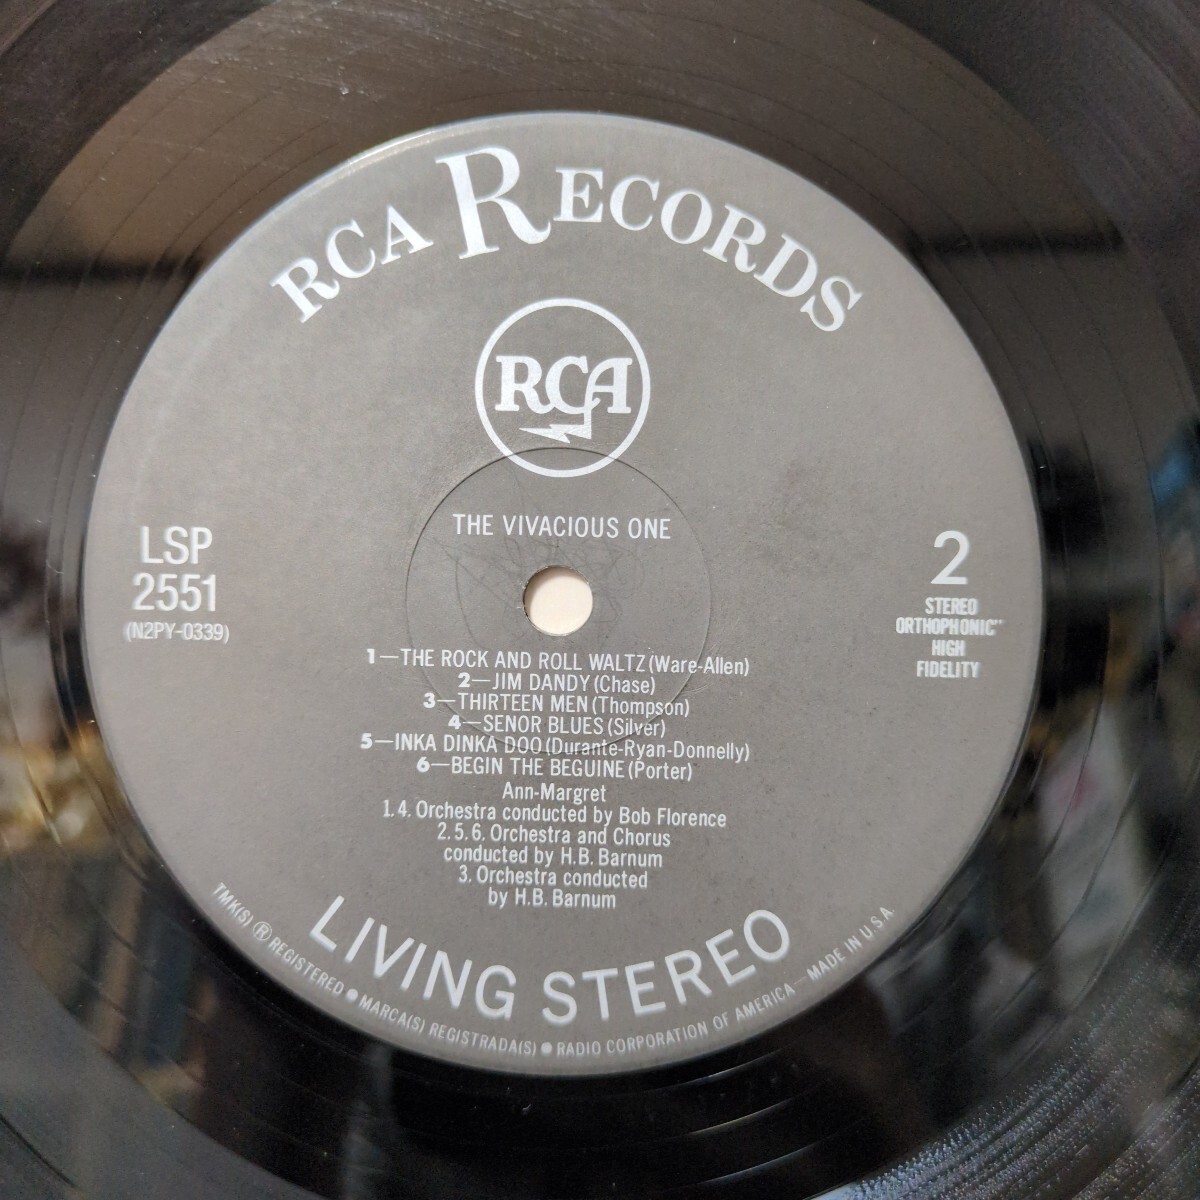 RCA RECORDS
RCA
THE VIVACIOUS ONE
LSP
2551
(N2PY-0339)
2
STEREO
ORTHOPHONIC™
HIGH
FIDELITY
1—THE ROCK AND ROLL WALTZ (Ware-Allen)
2—JIM DANDY (Chase)
3—THIRTEEN MEN (Thompson)
4—SENOR BLUES (Silver)
5—INKA DINKA DOO (Durante-Ryan-Donnelly)
6—BEGIN THE BEGUINE (Porter)
Ann-Margret
1.4. Orchestra conducted by Bob Florence
2.5.6. Orchestra and Chorus
conducted by H.B. Barnum
3. Orchestra conducted
by H.B. Barnum
LIVING STEREO
TMK(S) ® REGISTERED ● MARCA(S) REGISTRADA(S) ● RADIO CORPORATION OF AMERICA—MADE IN U.S.A.